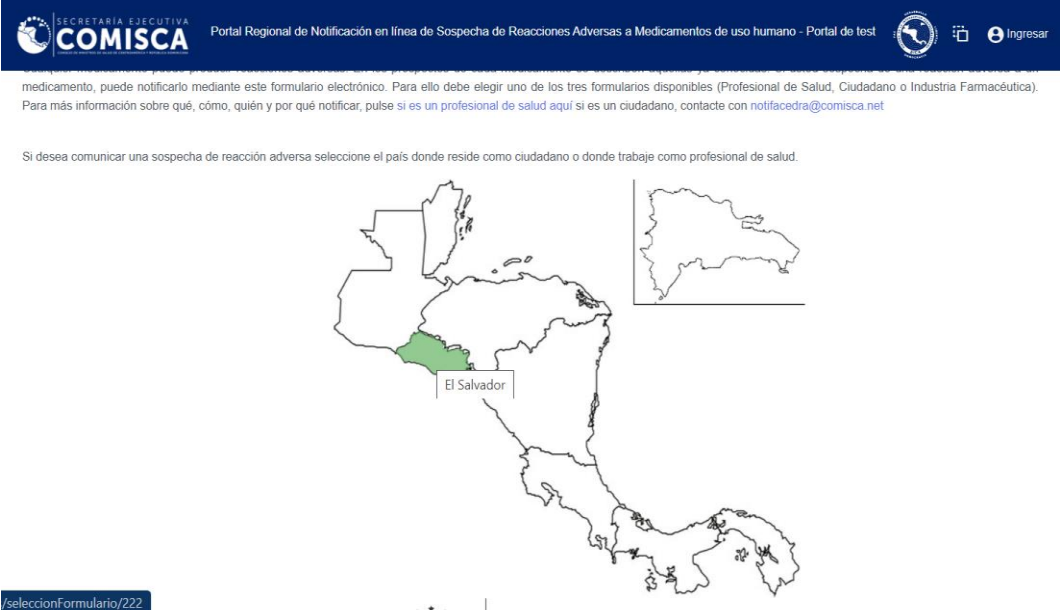 SECRETARÍA EJECUTIVA
COMISCA
Portal Regional de Notificación en línea de Sospecha de Reacciones Adversas a Medicamentos de uso humano - Portal de test
Ingresar
medicamento, puede notificarlo mediante este formulario electrónico. Para ello debe elegir uno de los tres formularios disponibles (Profesional de Salud, Ciudadano o Industria Farmacéutica).
Para más información sobre qué, cómo, quién y por qué notificar, pulse si es un profesional de salud aquí si es un ciudadano, contacte con notifacedra@comisca.net
Si desea comunicar una sospecha de reacción adversa seleccione el país donde reside como ciudadano o donde trabaje como profesional de salud.
El Salvador
/seleccionFormulario/222